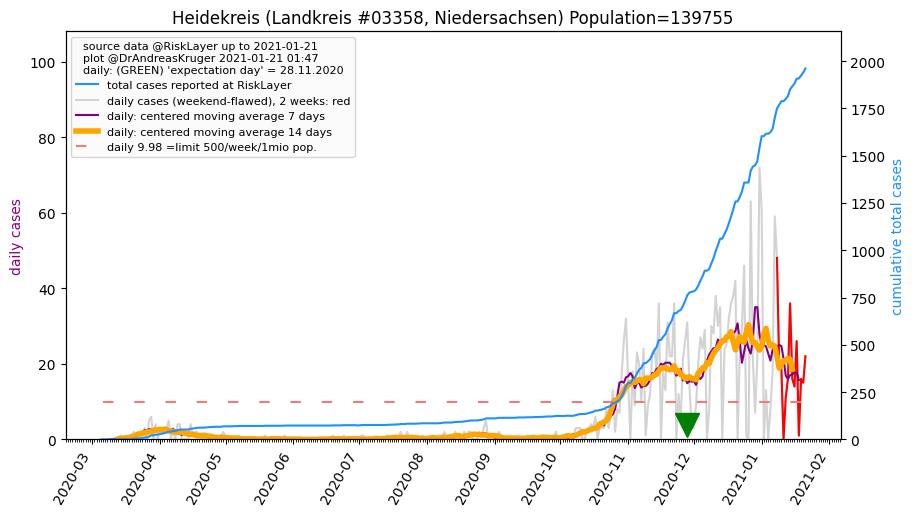 Heidekreis (Landkreis #03358, Niedersachsen) Population=139755
source data @RiskLayer up to 2021-01-21
plot @DrAndreasKruger 2021-01-21 01:47
daily: (GREEN) 'expectation day' = 28.11.2020
total cases reported at RiskLayer
daily cases (weekend-flawed), 2 weeks: red
daily: centered moving average 7 days
daily: centered moving average 14 days
daily 9.98 =limit 500/week/1mio pop.
daily cases
100
80
60
40
20
0
cumulative total cases
2000
1750
1500
1250
1000
750
500
250
0
2020-03
2020-04
2020-05
2020-06
2020-07
2020-08
2020-09
2020-10
2020-11
2020-12
2021-01
2021-02